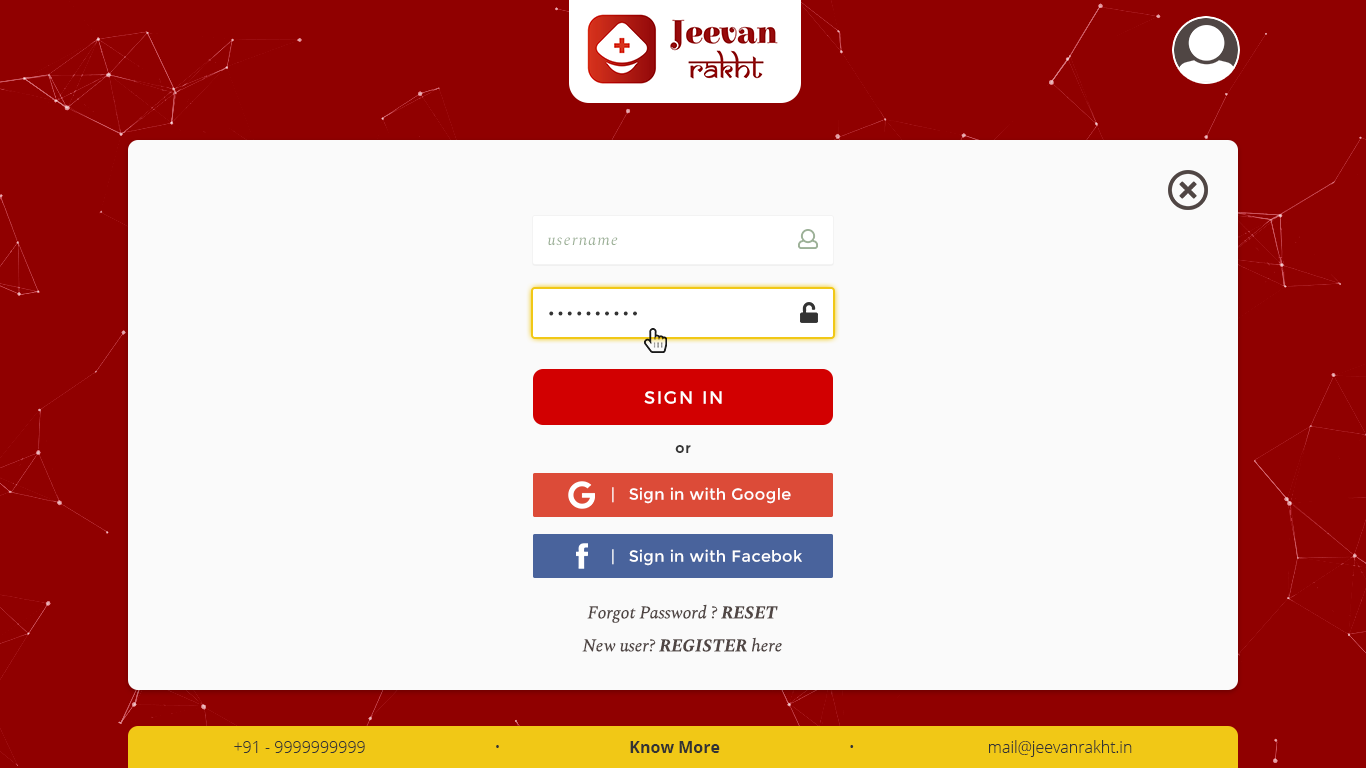 Jeevan
rakht
username
••••••••••
SIGN IN
or
G | Sign in with Google
f | Sign in with Facebok
Forgot Password ? RESET
New user? REGISTER here
+91 - 9999999999 • Know More • mail@jeevanrakht.in